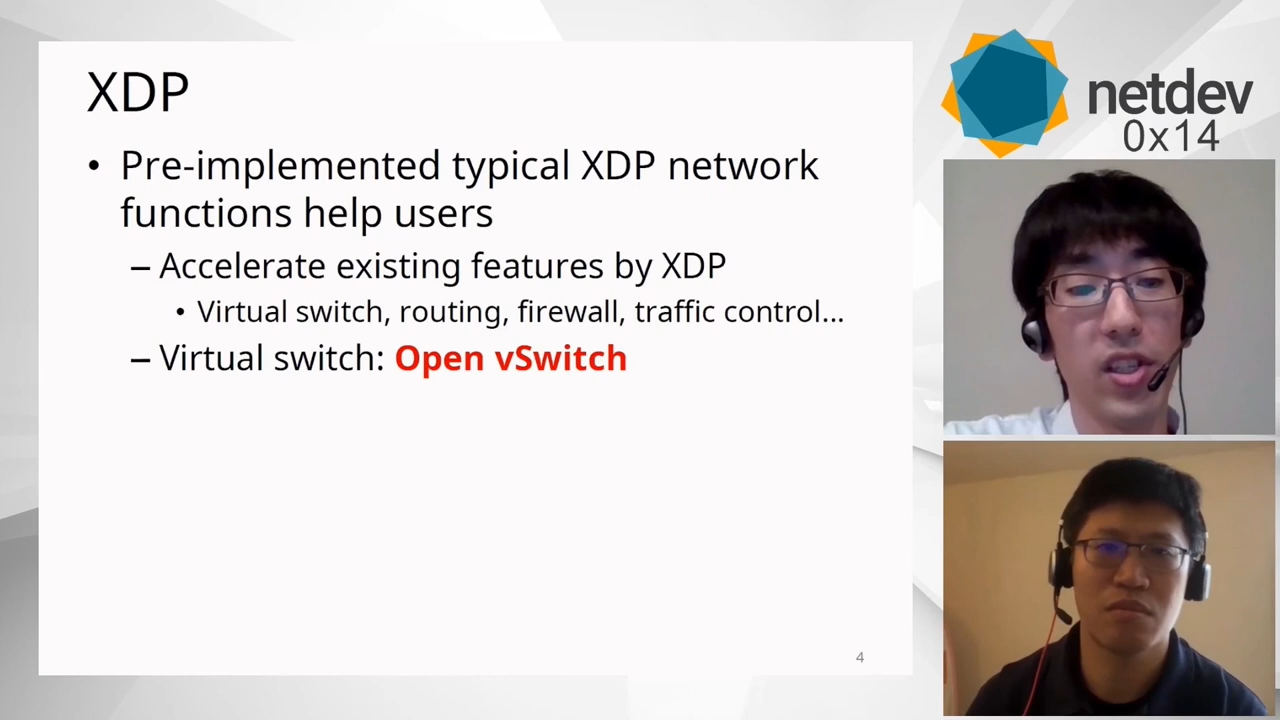 XDP
• Pre-implemented typical XDP network
functions help users
– Accelerate existing features by XDP
• Virtual switch, routing, firewall, traffic control...
– Virtual switch: Open vSwitch
4
netdev
0x14